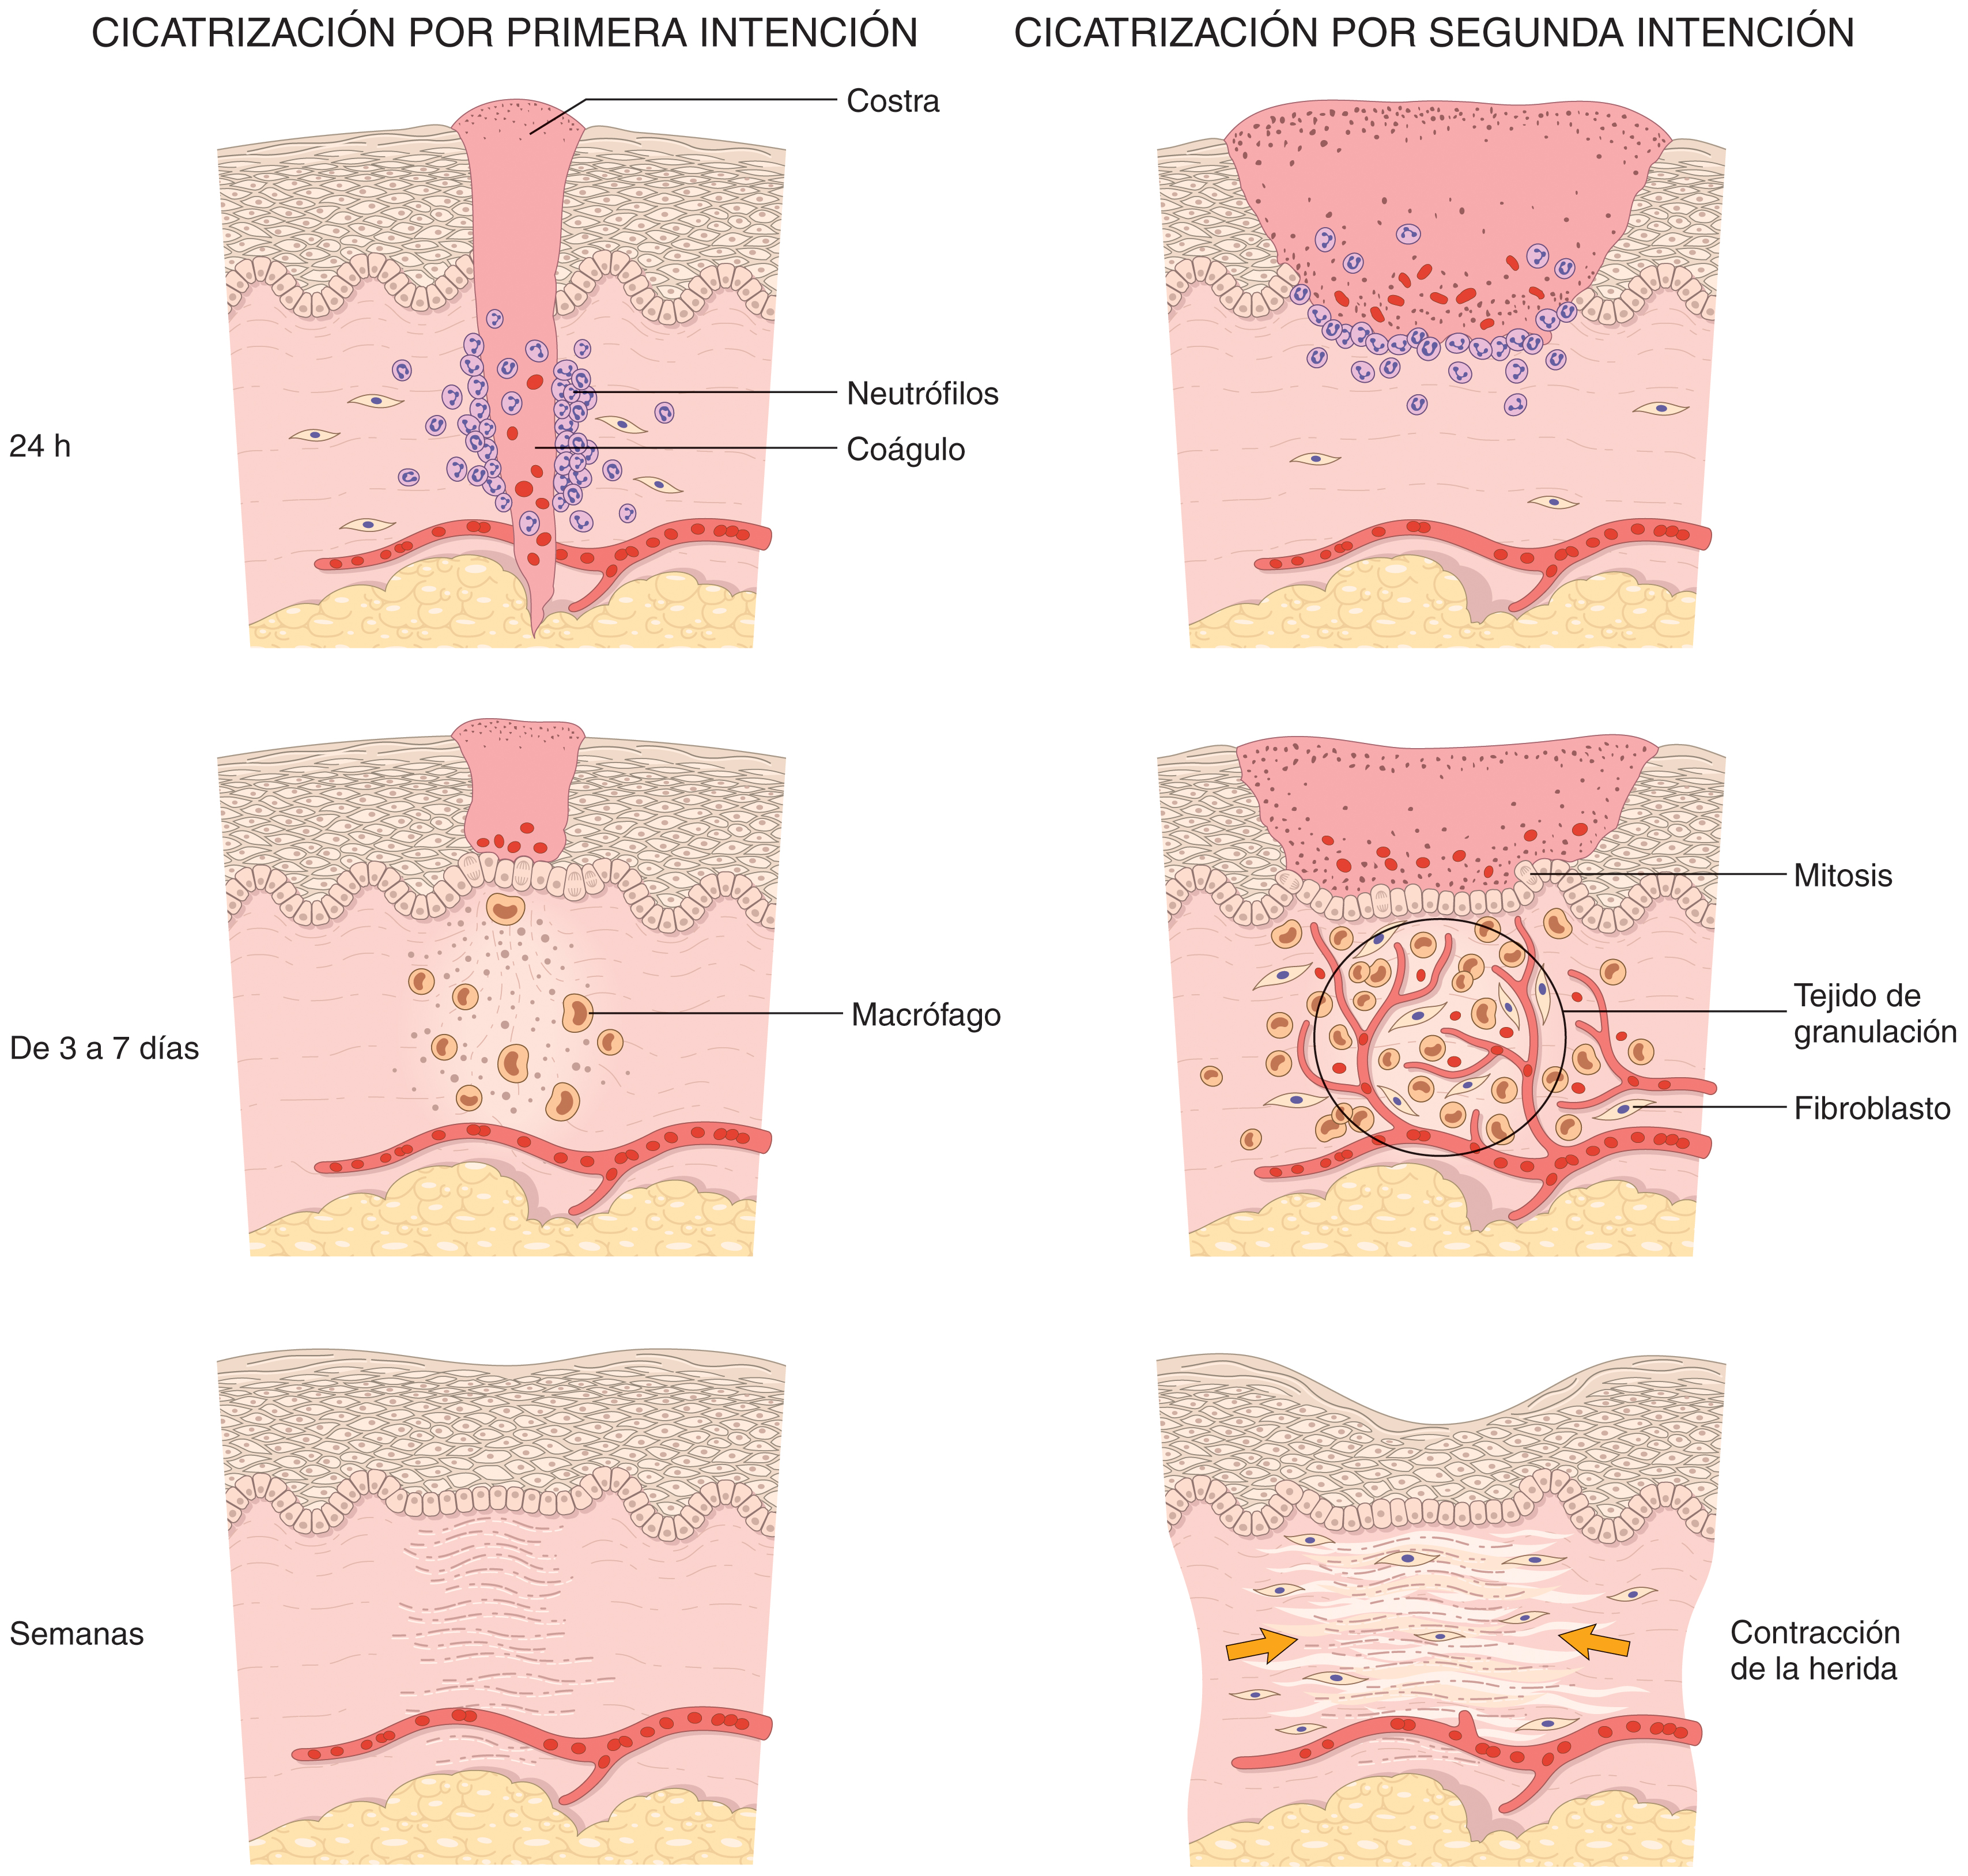 CICATRIZACIÓN POR PRIMERA INTENCIÓN
CICATRIZACIÓN POR SEGUNDA INTENCIÓN
Costra
Neutrófilos
24 h
Coágulo
Mitosis
Tejido de
granulación
Macrófago
De 3 a 7 días
Fibroblasto
Semanas
Contracción
de la herida